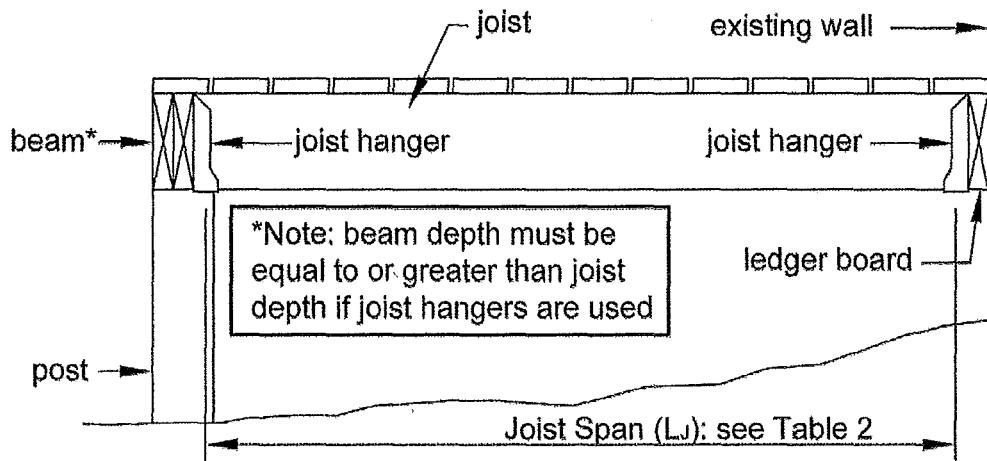 joist
existing wall
beam*
joist hanger
joist hanger
*Note: beam depth must be
equal to or greater than joist
depth if joist hangers are used
ledger board
post
Joist Span (LJ): see Table 2